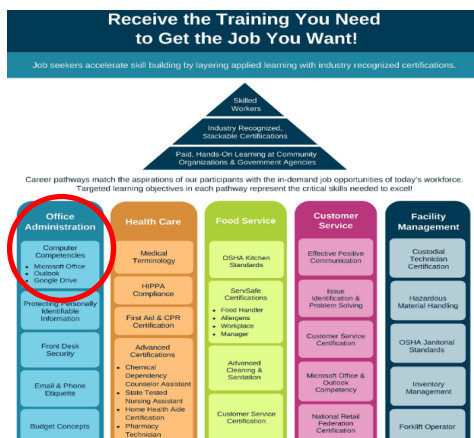 Receive the Training You Need
to Get the Job You Want!
Job seekers accelerate skill building by layering applied learning with industry recognized certifications.
Skilled
Workers
Industry Recognized,
Stackable Certifications
Paid, Hands-On Learning at Community
Organizations & Government Agencies
Career pathways match the aspirations of our participants with the in-demand job opportunities of today's workforce.
Targeted learning objectives in each pathway represent the critical skills needed to excel!
Office
Administration
Computer
Competencies
• Microsoft Office
• Outlook
• Google Drive
Protecting Personally
Identifiable
Information
Front Desk
Security
Email & Phone
Etiquette
Budget Concepts
Health Care
Medical
Terminology
HIPPA
Compliance
First Aid & CPR
Certification
Advanced
Certifications
• Chemical
Dependency
Counselor Assistant
• State Tested
Nursing Assistant
• Home Health Aide
Certification
• Pharmacy
Technician
Food Service
OSHA Kitchen
Standards
ServSafe
Certifications
• Food Handler
• Allergens
• Workplace
• Manager
Advanced
Cleaning &
Sanitation
Customer Service
Certification
Customer
Service
Effective Positive
Communication
Issue
Identification &
Problem Solving
Customer Service
Certification
Microsoft Office &
Outlook
Competency
National Retail
Federation
Certification
Facility
Management
Custodial
Technician
Certification
Hazardous
Material Handling
OSHA Janitorial
Standards
Inventory
Management
Forklift Operator